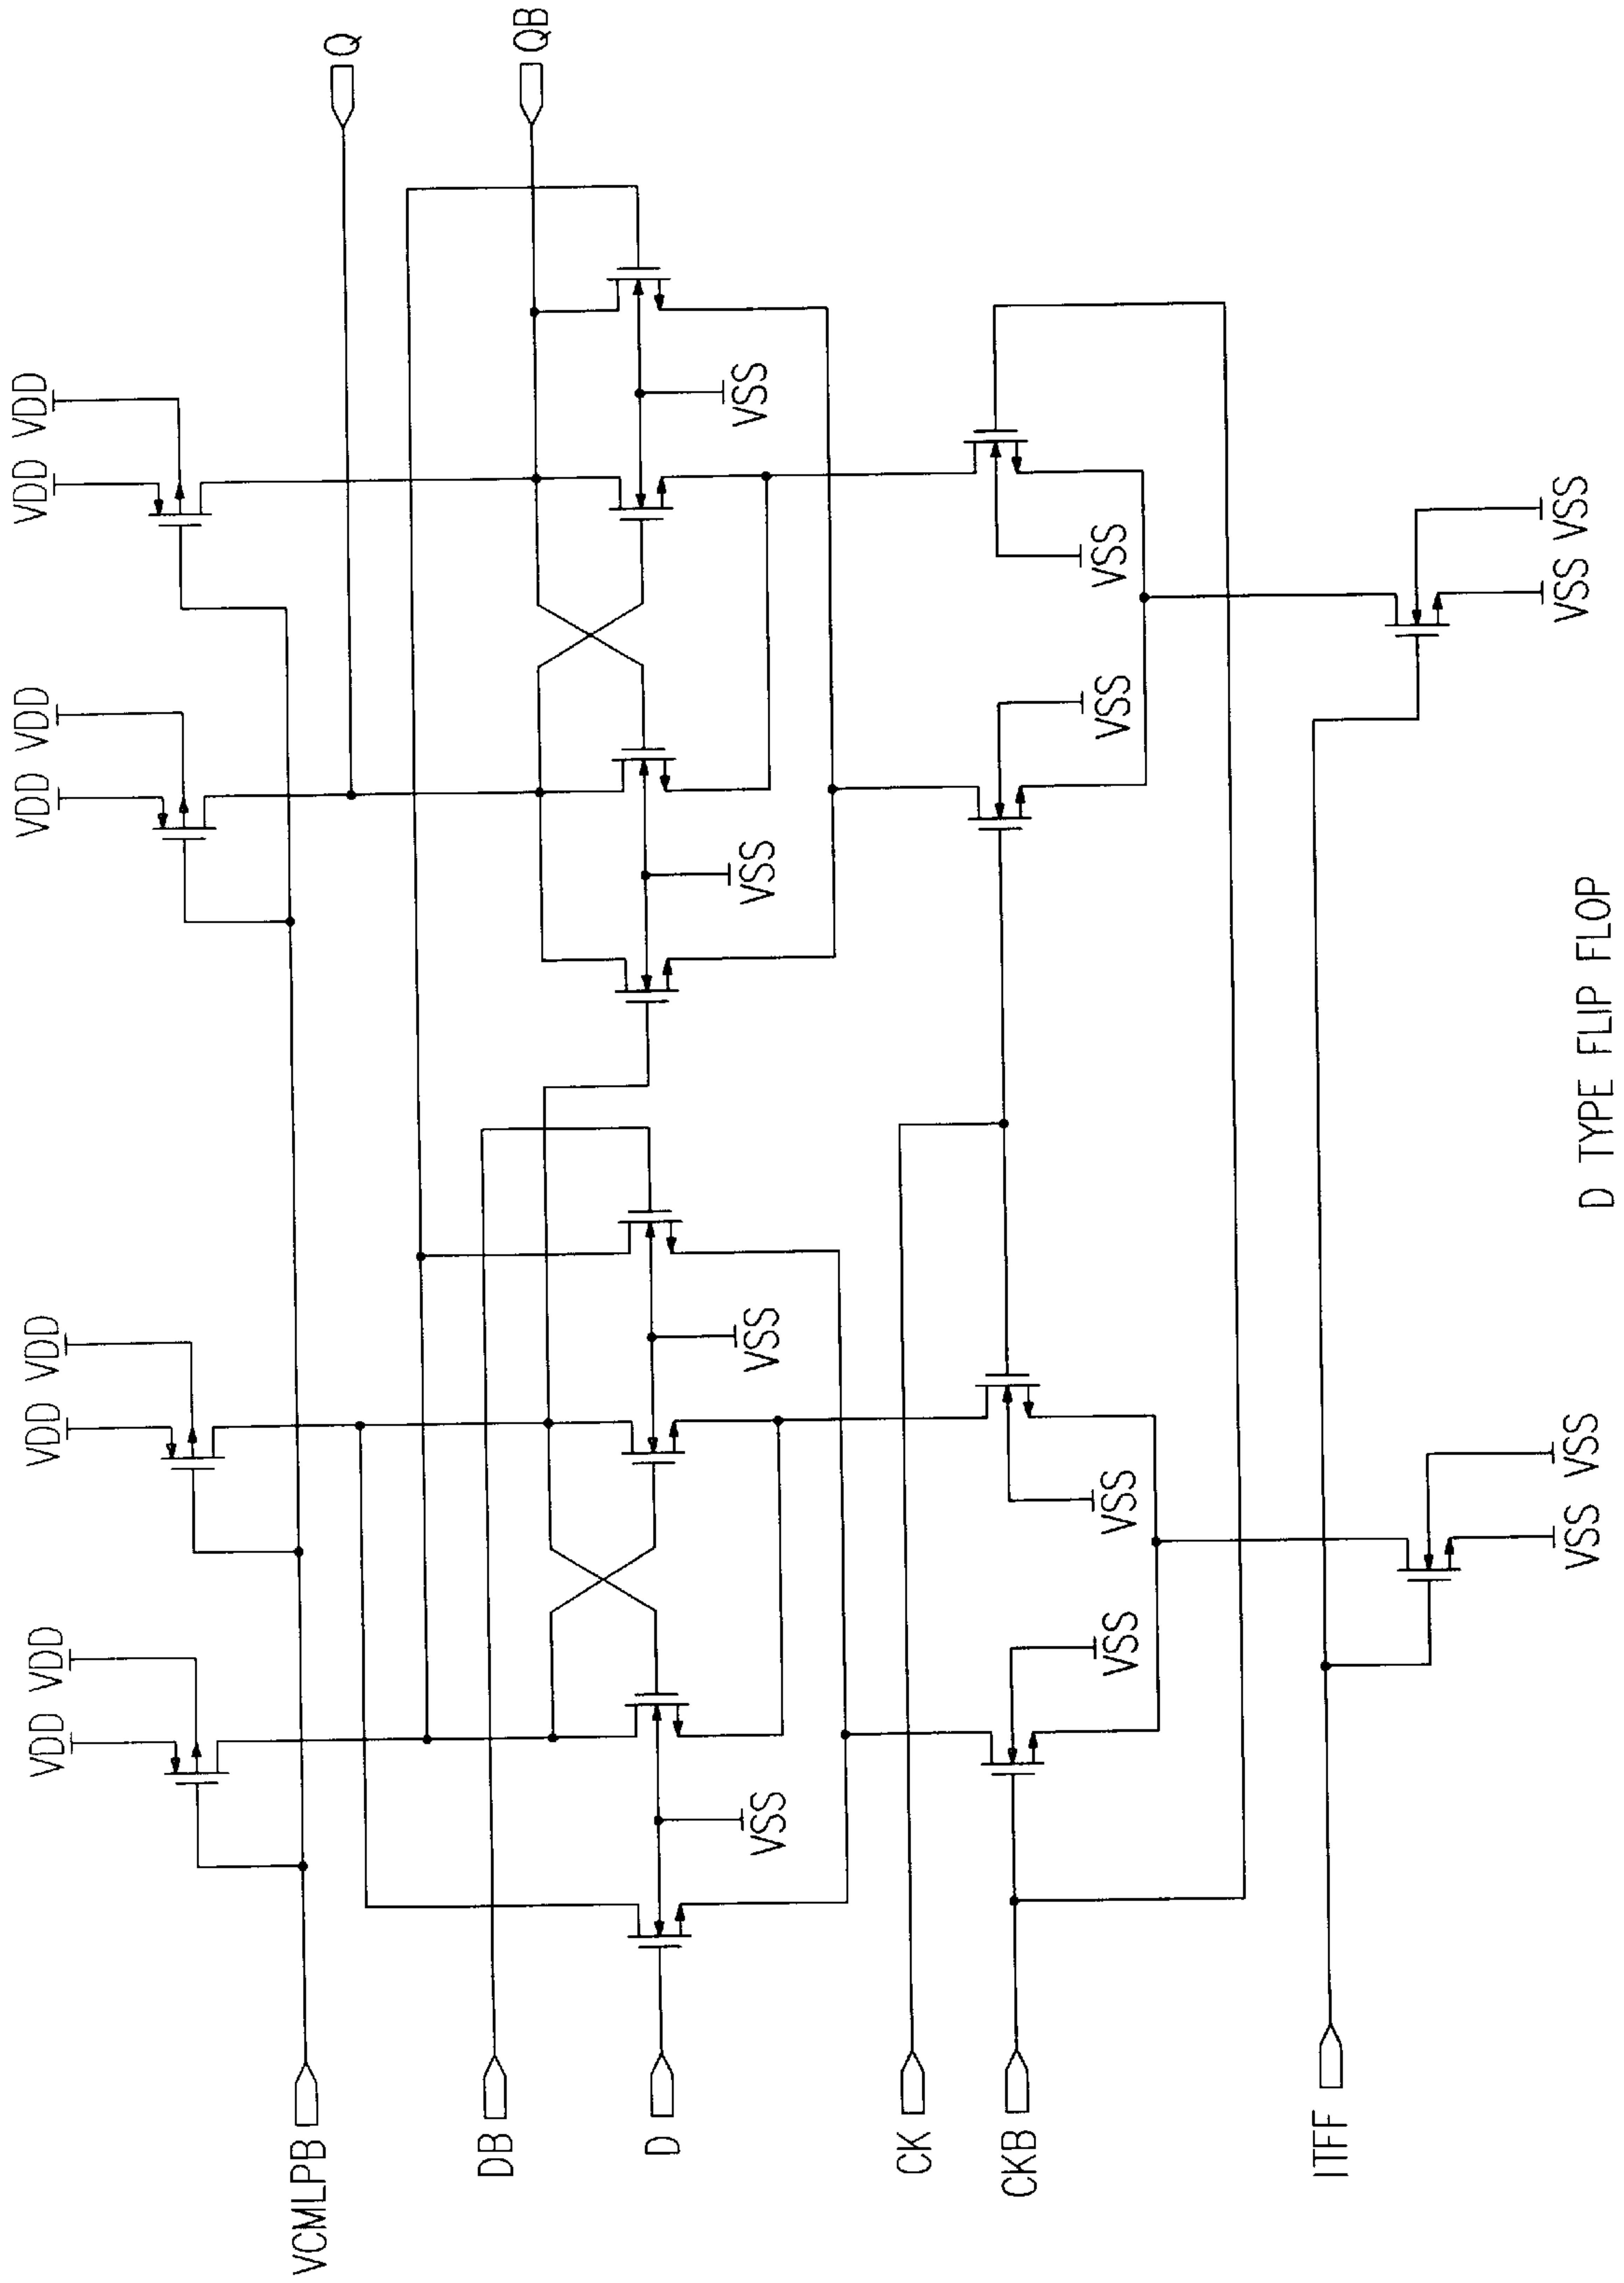 VDD VDD
VDD VDD
VDD VDD
VDD VDD
Q
QB
VCMLPB
DB
D
VSS
VSS
VSS
VSS
CK
CKB
VSS
VSS
VSS
VSS
ITFF
VSS VSS
VSS VSS
D TYPE FLIP FLOP